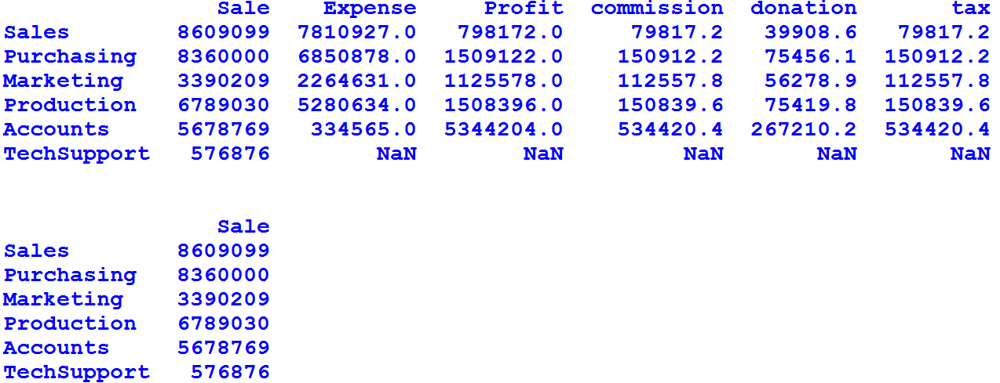 Sale Expense Profit commission donation tax
Sales 8609099 7810927.0 798172.0 79817.2 39908.6 79817.2
Purchasing 8360000 6850878.0 1509122.0 150912.2 75456.1 150912.2
Marketing 3390209 2264631.0 1125578.0 112557.8 56278.9 112557.8
Production 6789030 5280634.0 1508396.0 150839.6 75419.8 150839.6
Accounts 5678769 334565.0 5344204.0 534420.4 267210.2 534420.4
TechSupport 576876 NaN NaN NaN NaN NaN
Sale
Sales 8609099
Purchasing 8360000
Marketing 3390209
Production 6789030
Accounts 5678769
TechSupport 576876